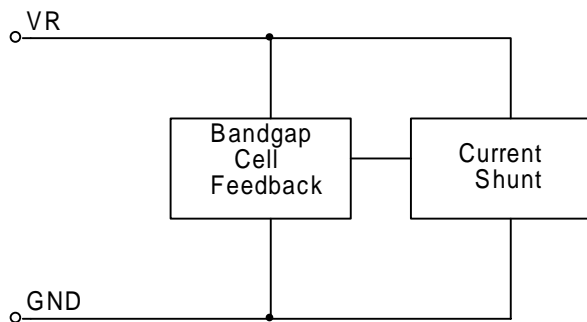 VR
Bandgap
Cell
Feedback
Current
Shunt
GND